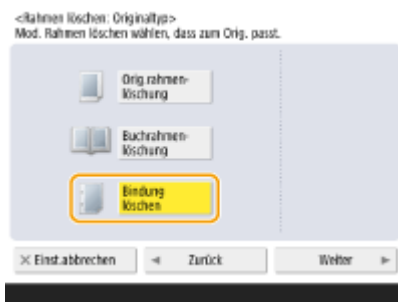 <Rahmen löschen: Originaltyp>
Mod. Rahmen löschen wählen, dass zum Orig. passt.
Orig.rahmen-
löschung
Buchrahmen-
löschung
Bindung
löschen
× Einst.abbrechen ◄ Zurück Weiter ►